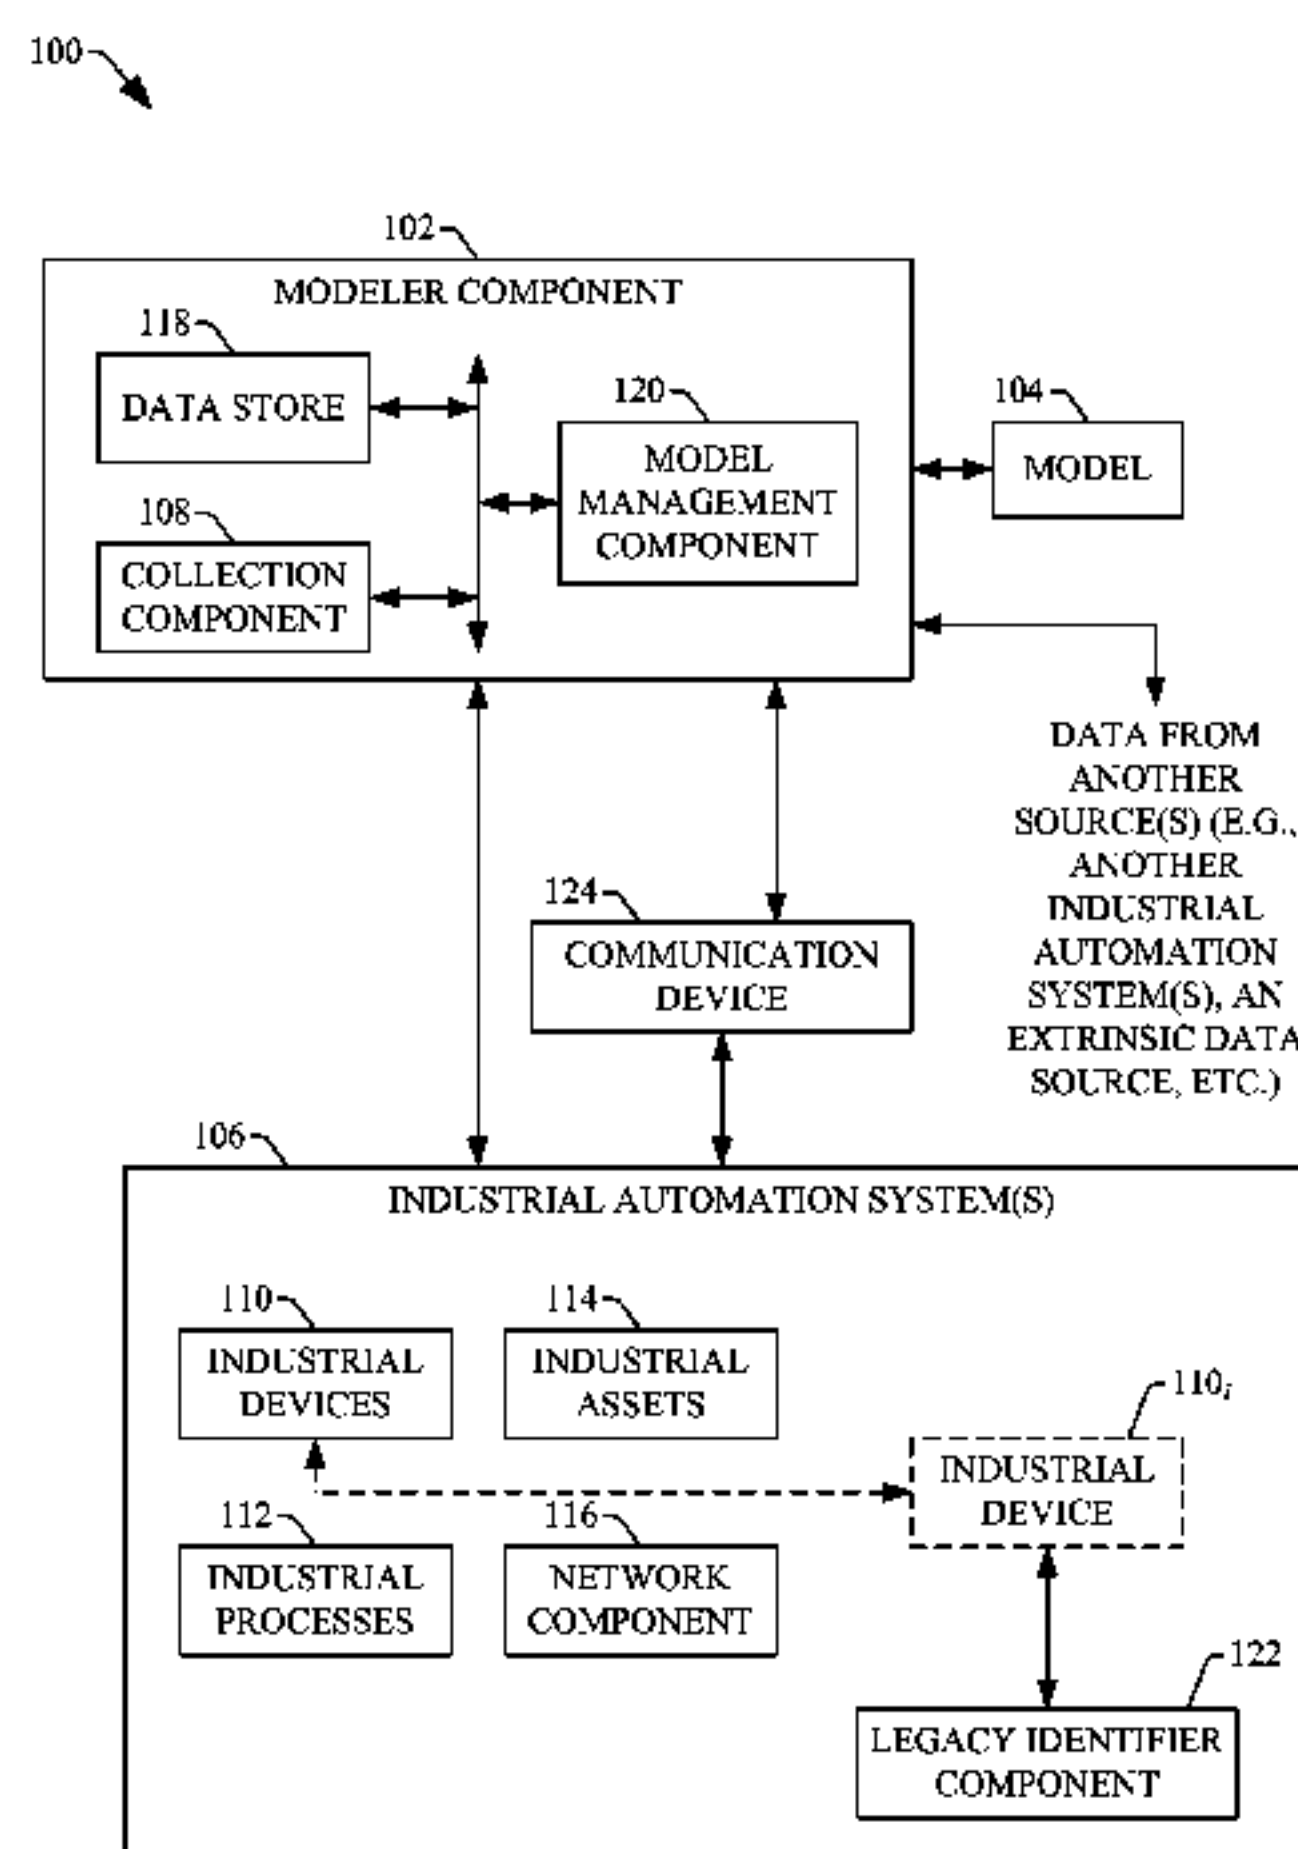 100
102
MODELER COMPONENT
118
DATA STORE
120
MODEL
MANAGEMENT
COMPONENT
104
MODEL
108
COLLECTION
COMPONENT
DATA FROM
ANOTHER
SOURCE(S) (E.G.,
ANOTHER
INDUSTRIAL
AUTOMATION
SYSTEM(S), AN
EXTRINSIC DATA
SOURCE, ETC.)
124
COMMUNICATION
DEVICE
106
INDUSTRIAL AUTOMATION SYSTEM(S)
110
INDUSTRIAL
DEVICES
114
INDUSTRIAL
ASSETS
110i
INDUSTRIAL
DEVICE
112
INDUSTRIAL
PROCESSES
116
NETWORK
COMPONENT
122
LEGACY IDENTIFIER
COMPONENT